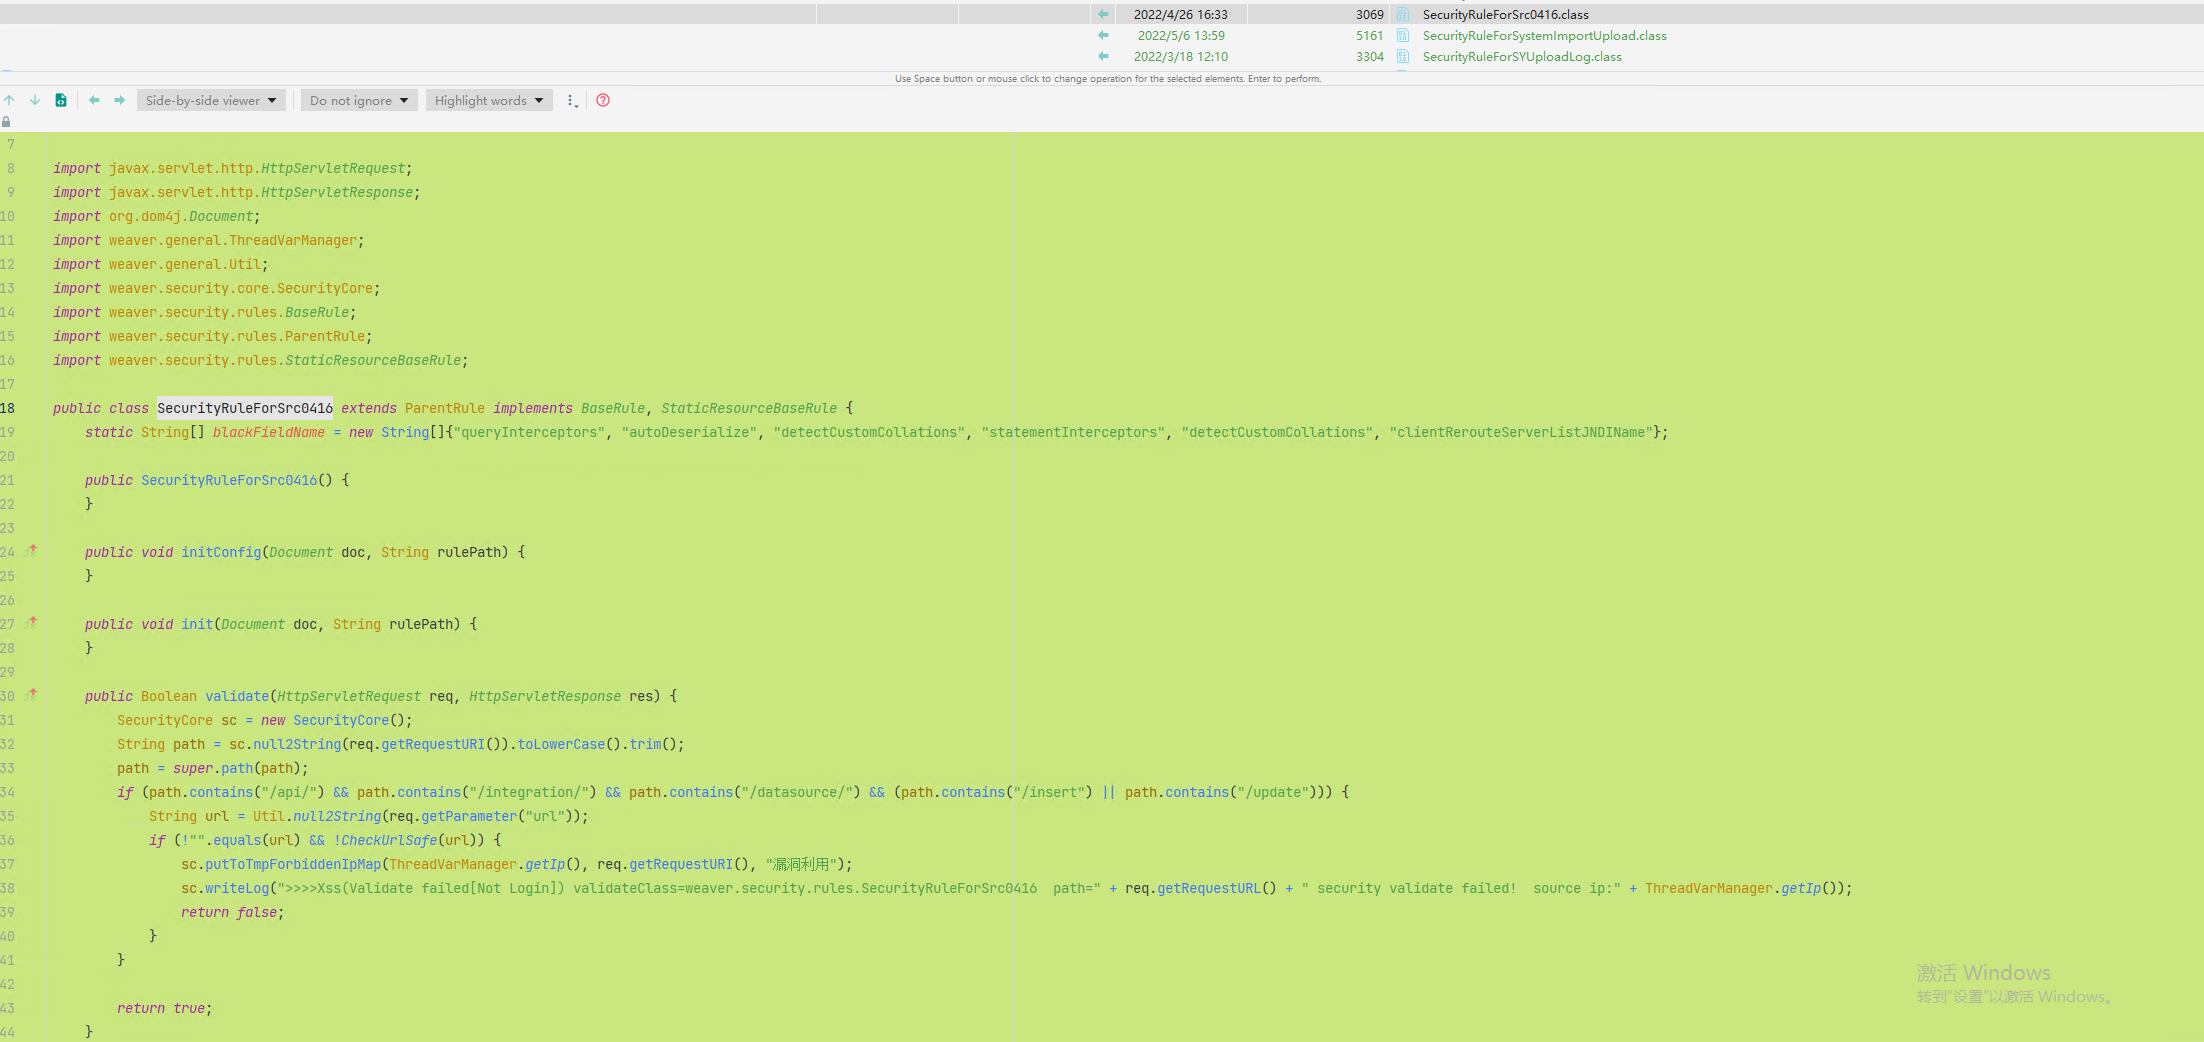 2022/4/26 16:33 3069 SecurityRuleForSrc0416.class
2022/5/6 13:59 5161 SecurityRuleForSystemImportUpload.class
2022/3/18 12:10 3304 SecurityRuleForSYUploadLog.class
Use Space button or mouse click to change operation for the selected elements. Enter to perform.
Side-by-side viewer Do not ignore Highlight words ?
7
8 import javax.servlet.http.HttpServletRequest;
9 import javax.servlet.http.HttpServletResponse;
10 import org.dom4j.Document;
11 import weaver.general.ThreadVarManager;
12 import weaver.general.Util;
13 import weaver.security.core.SecurityCore;
14 import weaver.security.rules.BaseRule;
15 import weaver.security.rules.ParentRule;
16 import weaver.security.rules.StaticResourceBaseRule;
17
18 public class SecurityRuleForSrc0416 extends ParentRule implements BaseRule, StaticResourceBaseRule {
19 static String[] blackFieldName = new String[]{"queryInterceptors", "autoDeserialize", "detectCustomCollations", "statementInterceptors", "detectCustomCollations", "clientRerouteServerListJNDIName"};
20
21 public SecurityRuleForSrc0416() {
22 }
23
24 public void initConfig(Document doc, String rulePath) {
25 }
26
27 public void init(Document doc, String rulePath) {
28 }
29
30 public Boolean validate(HttpServletRequest req, HttpServletResponse res) {
31 SecurityCore sc = new SecurityCore();
32 String path = sc.null2String(req.getRequestURI()).toLowerCase().trim();
33 path = super.path(path);
34 if (path.contains("/api/") && path.contains("/integration/") && path.contains("/datasource/") && (path.contains("/insert") || path.contains("/update"))) {
35 String url = Util.null2String(req.getParameter("url"));
36 if (!"".equals(url) && !CheckUrlSafe(url)) {
37 sc.putToTmpForbiddenIpMap(ThreadVarManager.getIp(), req.getRequestURI(), "漏洞利用");
38 sc.writeLog(">>>>Xss(Validate failed[Not Login]) validateClass=weaver.security.rules.SecurityRuleForSrc0416  path=" + req.getRequestURL() + " security validate failed!  source ip:" + ThreadVarManager.getIp());
39 return false;
40 }
41 }
42
43 return true;
44 }
激活 Windows
转到"设置"以激活 Windows。